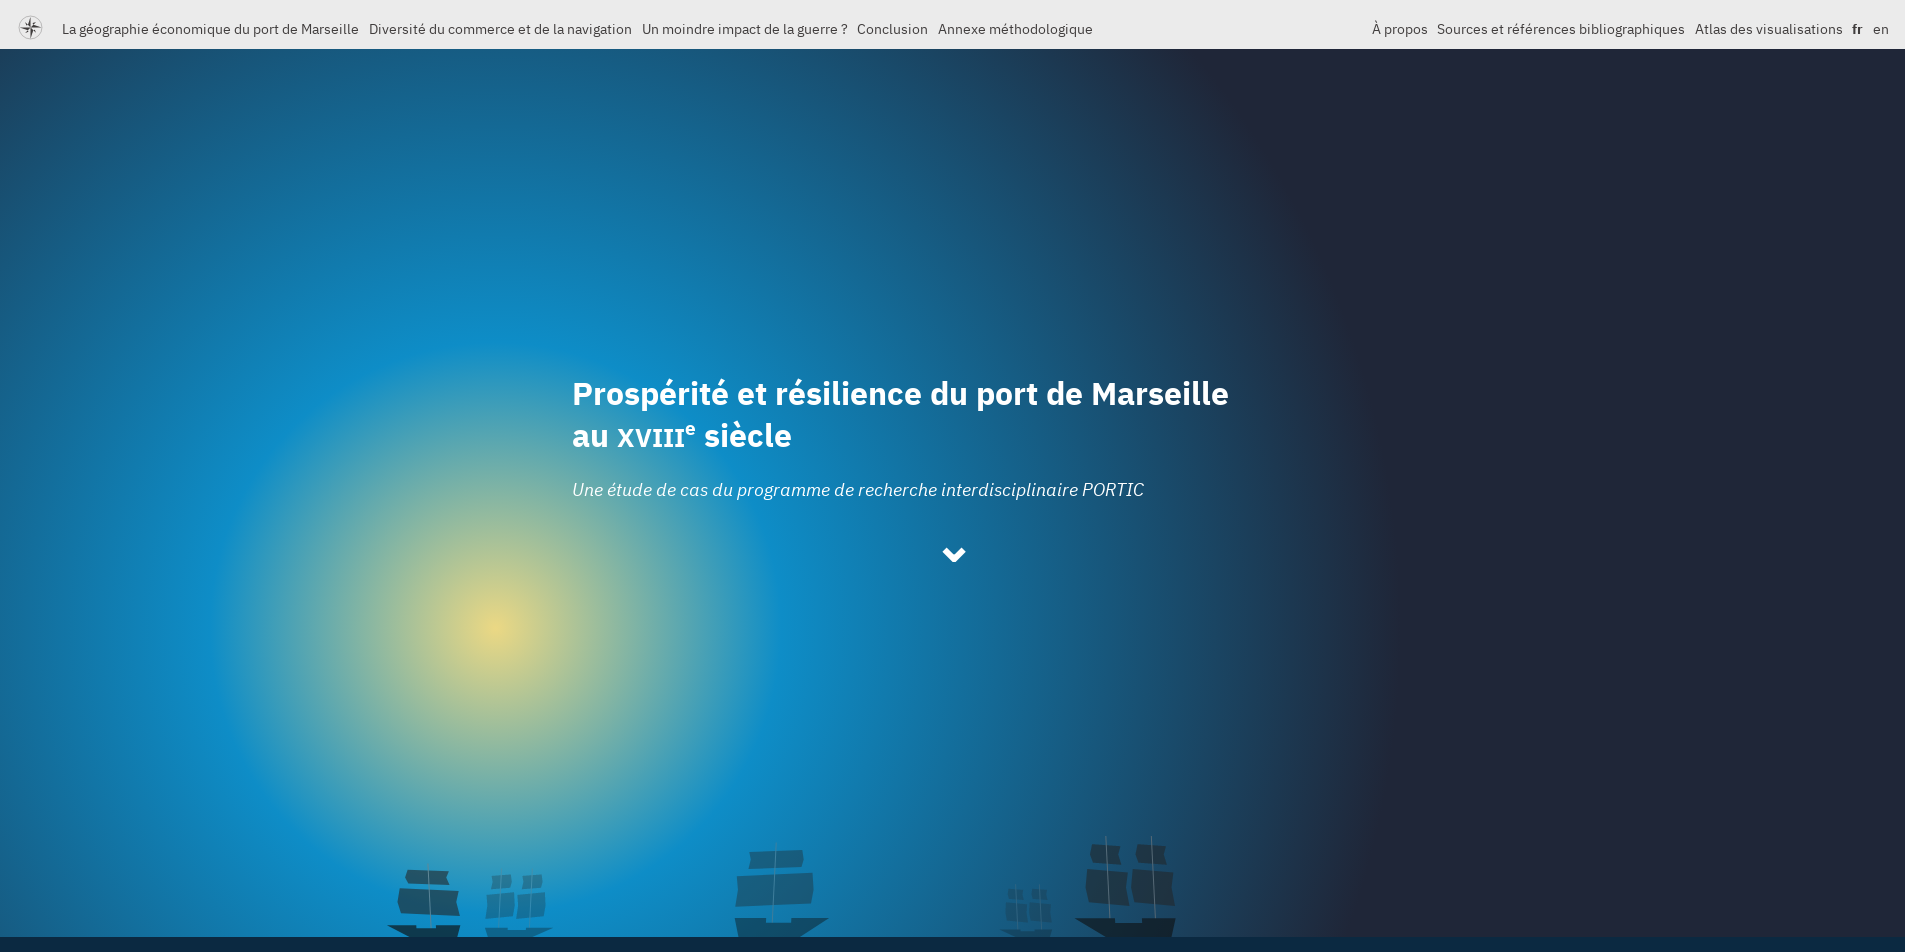 La géographie économique du port de Marseille Diversité du commerce et de la navigation Un moindre impact de la guerre ? Conclusion Annexe méthodologique À propos Sources et références bibliographiques Atlas des visualisations fr en
Prospérité et résilience du port de Marseille
au XVIIIe siècle
Une étude de cas du programme de recherche interdisciplinaire PORTIC